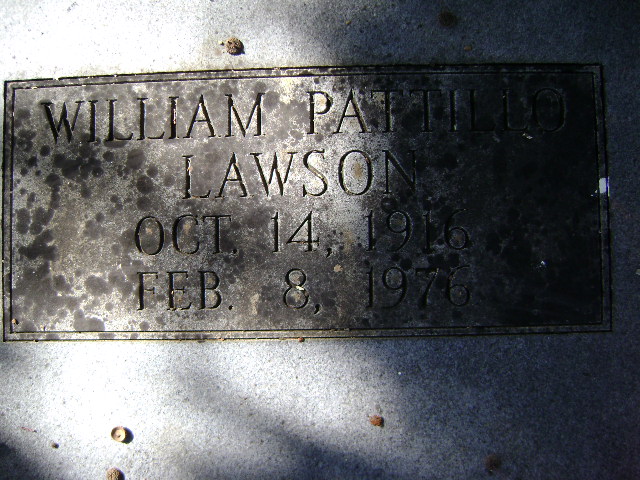 WILLIAM PATTILLO
LAWSON
OCT. 14, 1916
FEB. 8, 1976